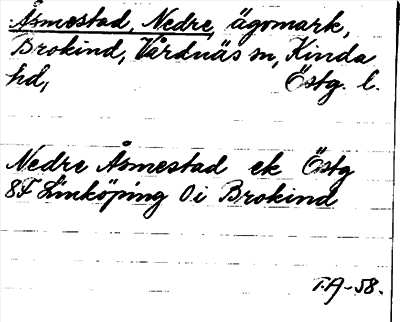 Åsmestad, Nedre, ägomark,
Brokind, Vårdnäs sn, Kinda
hd, Östg. l.
Nedre Åsmestad ek Östg
8F Linköping 0i Brokind
T.A-58.